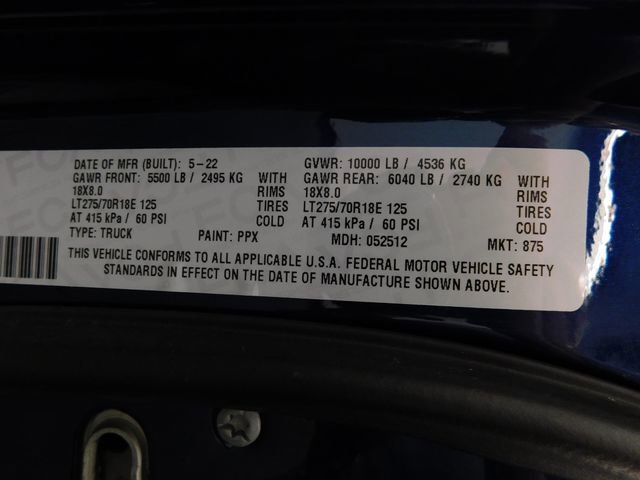 DATE OF MFR (BUILT): 5-22 GVWR: 10000 LB / 4536 KG
GAWR FRONT: 5500 LB / 2495 KG WITH GAWR REAR: 6040 LB / 2740 KG WITH
18X8.0 RIMS 18X8.0 RIMS
LT275/70R18E 125 TIRES LT275/70R18E 125 TIRES
AT 415 kPa / 60 PSI COLD AT 415 kPa / 60 PSI COLD
TYPE: TRUCK PAINT: PPX MDH: 052512 MKT: 875
THIS VEHICLE CONFORMS TO ALL APPLICABLE U.S.A. FEDERAL MOTOR VEHICLE SAFETY
STANDARDS IN EFFECT ON THE DATE OF MANUFACTURE SHOWN ABOVE.